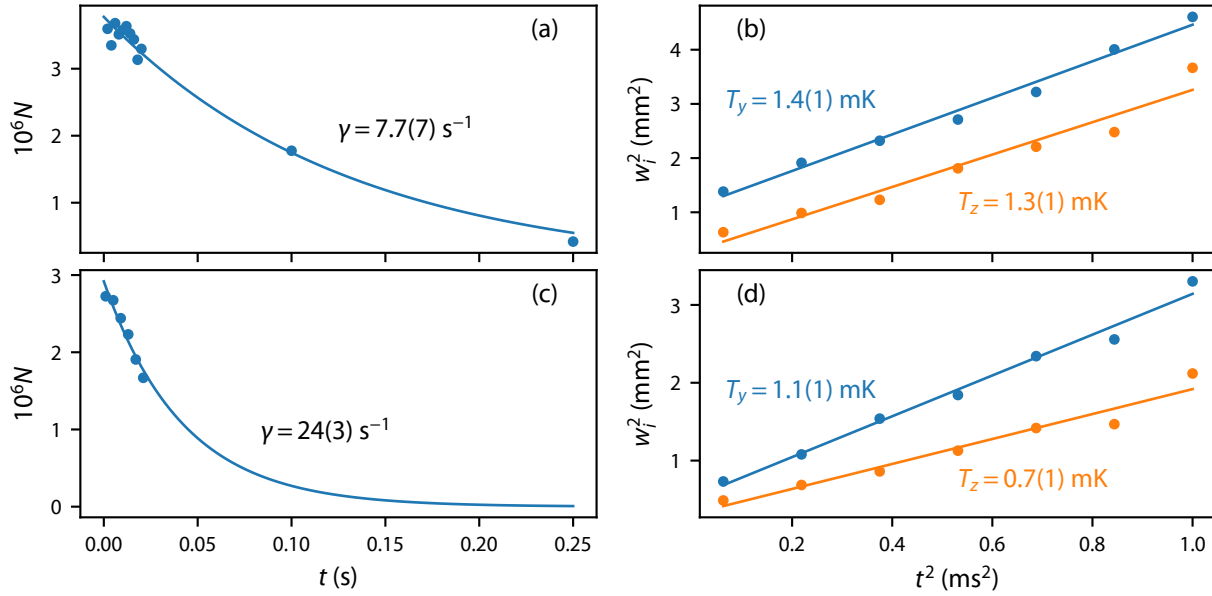 (a)
10⁶N
3
2
1
γ = 7.7(7) s⁻¹
(b)
wᵢ² (mm²)
4
3
2
1
T_y = 1.4(1) mK
T_z = 1.3(1) mK
(c)
10⁶N
3
2
1
0
γ = 24(3) s⁻¹
0.00 0.05 0.10 0.15 0.20 0.25
t (s)
(d)
wᵢ² (mm²)
3
2
1
T_y = 1.1(1) mK
T_z = 0.7(1) mK
0.2 0.4 0.6 0.8 1.0
t² (ms²)